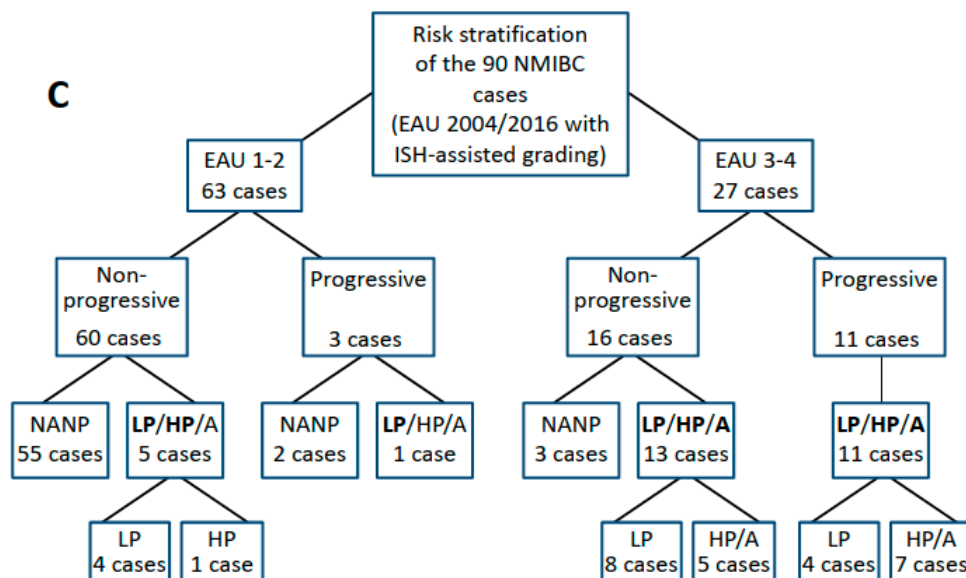 C
Risk stratification
of the 90 NMIBC
cases
(EAU 2004/2016 with
ISH-assisted grading)
EAU 1-2
63 cases
EAU 3-4
27 cases
Non-
progressive
60 cases
Progressive
3 cases
Non-
progressive
16 cases
Progressive
11 cases
NANP
55 cases
LP/HP/A
5 cases
NANP
2 cases
LP/HP/A
1 case
NANP
3 cases
LP/HP/A
13 cases
LP/HP/A
11 cases
LP
4 cases
HP
1 case
LP
8 cases
HP/A
5 cases
LP
4 cases
HP/A
7 cases